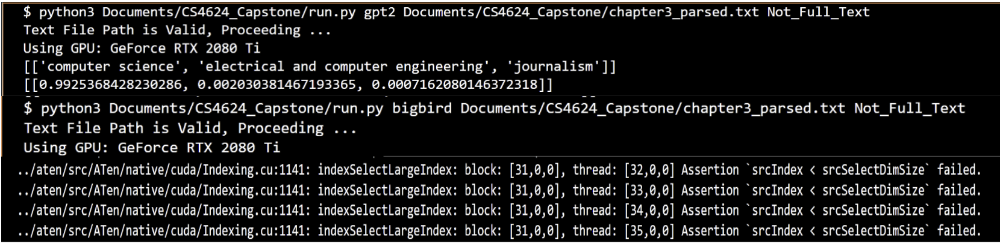 $ python3 Documents/CS4624_Capstone/run.py gpt2 Documents/CS4624_Capstone/chapter3_parsed.txt Not_Full_Text
Text File Path is Valid, Proceeding ...
Using GPU: GeForce RTX 2080 Ti
[['computer science', 'electrical and computer engineering', 'journalism']]
[[0.9925368428230286, 0.002030381467193365, 0.0007162080146372318]]
$ python3 Documents/CS4624_Capstone/run.py bigbird Documents/CS4624_Capstone/chapter3_parsed.txt Not_Full_Text
Text File Path is Valid, Proceeding ...
Using GPU: GeForce RTX 2080 Ti
../aten/src/ATen/native/cuda/Indexing.cu:1141: indexSelectLargeIndex: block: [31,0,0], thread: [32,0,0] Assertion `srcIndex < srcSelectDimSize` failed.
../aten/src/ATen/native/cuda/Indexing.cu:1141: indexSelectLargeIndex: block: [31,0,0], thread: [33,0,0] Assertion `srcIndex < srcSelectDimSize` failed.
../aten/src/ATen/native/cuda/Indexing.cu:1141: indexSelectLargeIndex: block: [31,0,0], thread: [34,0,0] Assertion `srcIndex < srcSelectDimSize` failed.
../aten/src/ATen/native/cuda/Indexing.cu:1141: indexSelectLargeIndex: block: [31,0,0], thread: [35,0,0] Assertion `srcIndex < srcSelectDimSize` failed.